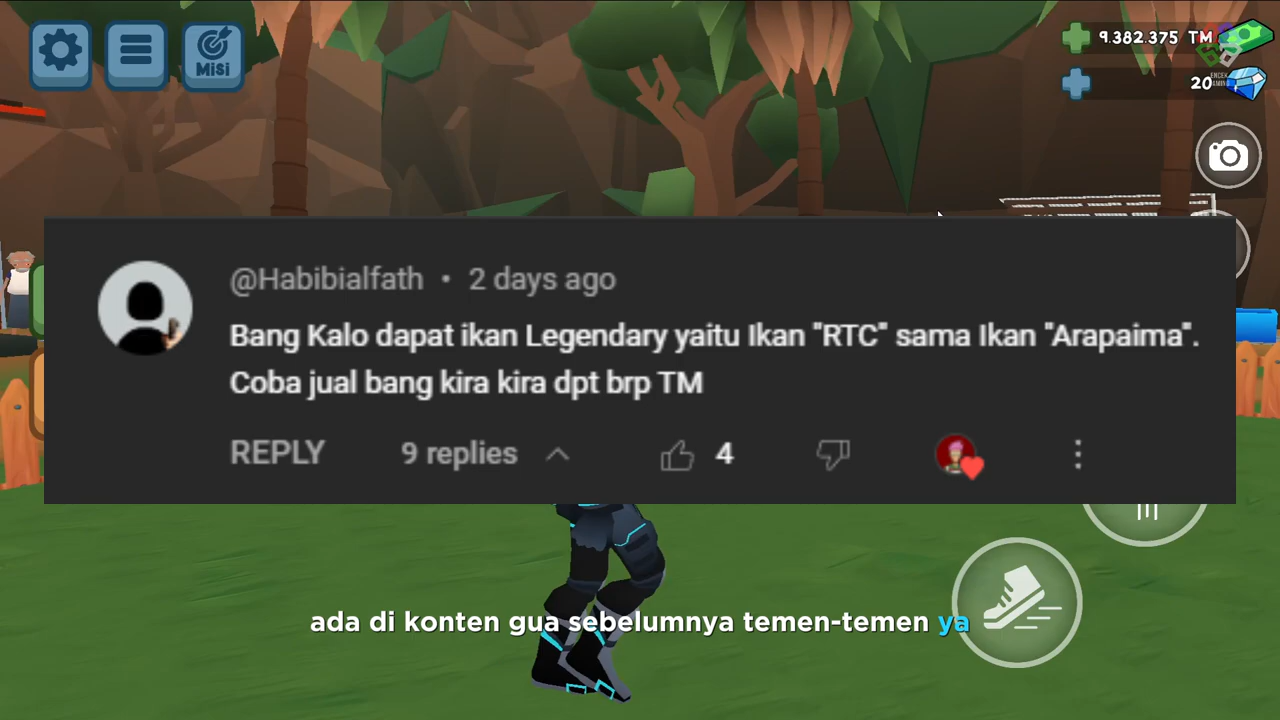 MiSi
9.382.375 TM
20
@Habibialfath • 2 days ago
Bang Kalo dapat ikan Legendary yaitu Ikan "RTC" sama Ikan "Arapaima".
Coba jual bang kira kira dpt brp TM
REPLY 9 replies 4
ada di konten gua sebelumnya temen-temen ya